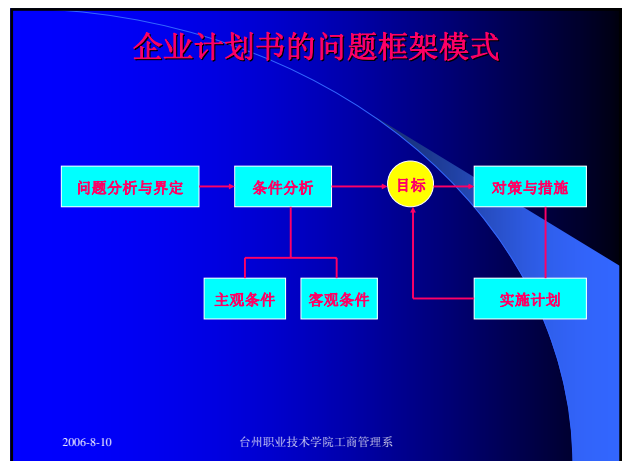 企业计划书的问题框架模式
问题分析与界定
条件分析
目标
对策与措施
主观条件
客观条件
实施计划
2006-8-10
台州职业技术学院工商管理系